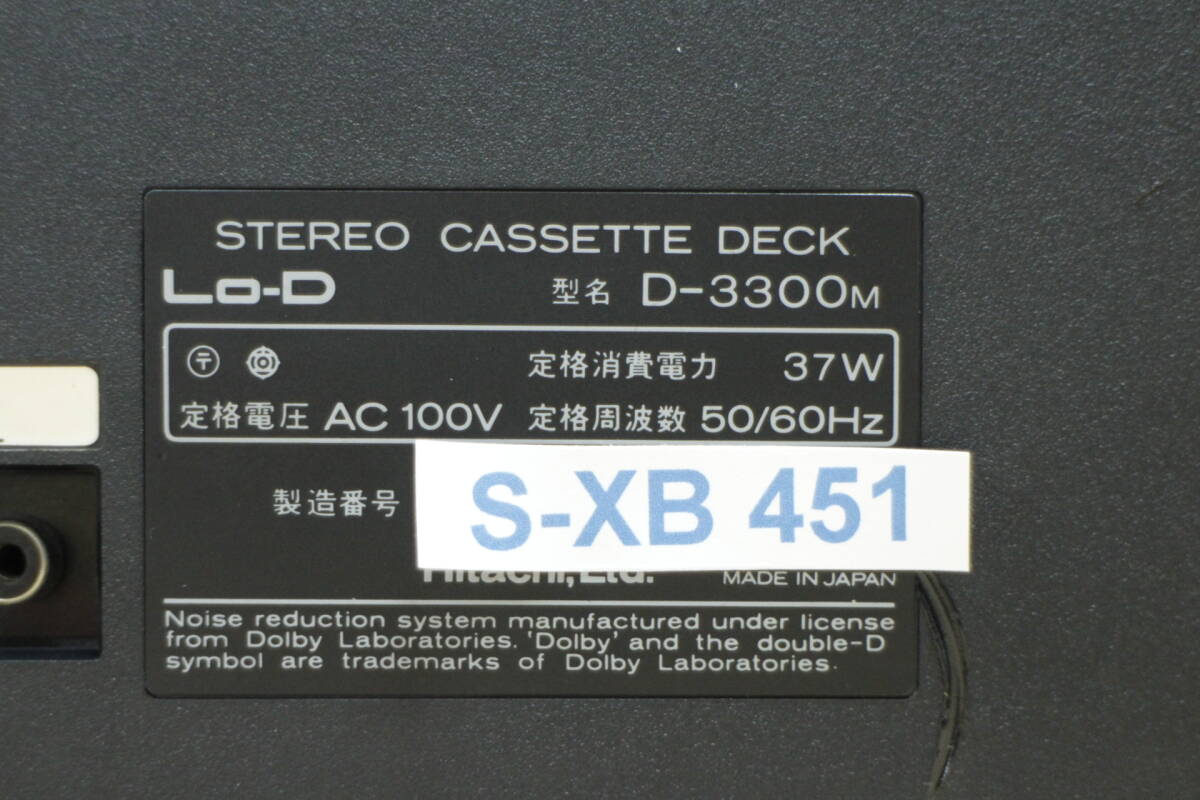 STEREO CASSETTE DECK
Lo-D 型名 D-3300M
〒 定格消費電力 37W
定格電圧 AC 100V 定格周波数 50/60Hz
製造番号 S-XB 451
Hitachi, Ltd. MADE IN JAPAN
Noise reduction system manufactured under license
from Dolby Laboratories. 'Dolby' and the double-D
symbol are trademarks of Dolby Laboratories.